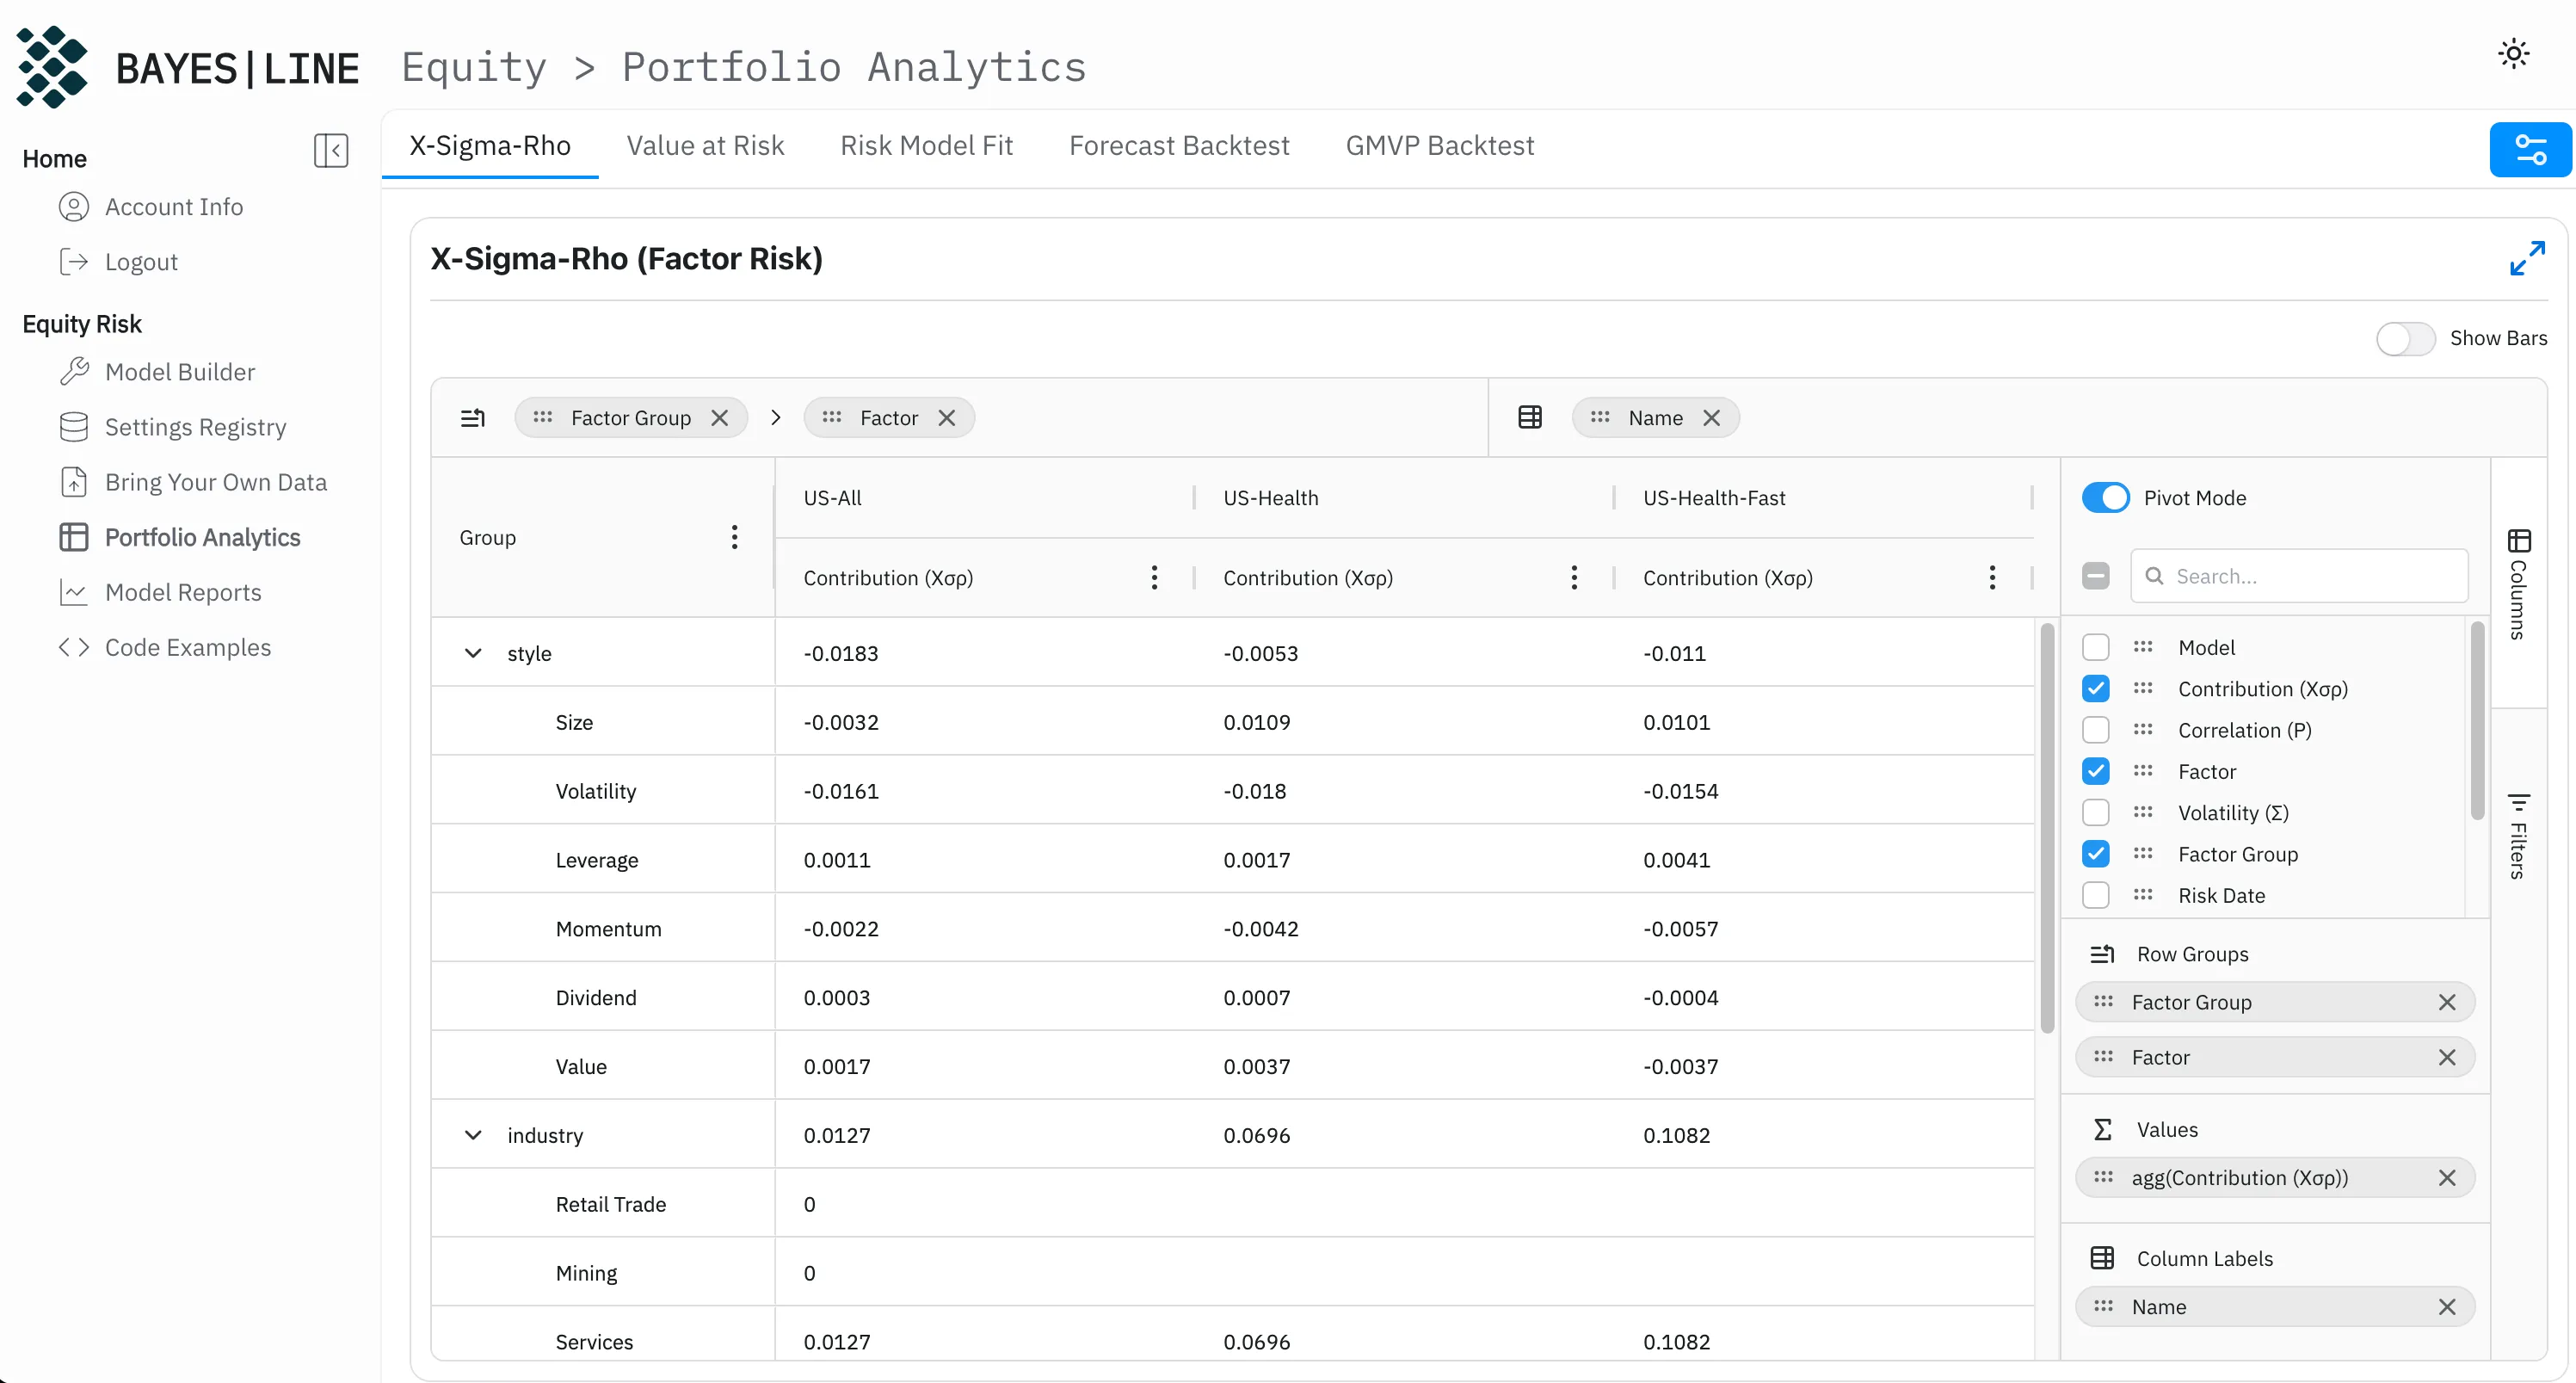 BAYES|LINE
Equity > Portfolio Analytics
Home
Account Info
Logout
Equity Risk
Model Builder
Settings Registry
Bring Your Own Data
Portfolio Analytics
Model Reports
Code Examples
X-Sigma-Rho Value at Risk Risk Model Fit Forecast Backtest GMVP Backtest
X-Sigma-Rho (Factor Risk)
Show Bars
Factor Group > Factor Name
Group
US-All US-Health US-Health-Fast
Contribution (Xσρ) Contribution (Xσρ) Contribution (Xσρ)
style -0.0183 -0.0053 -0.011
Size -0.0032 0.0109 0.0101
Volatility -0.0161 -0.018 -0.0154
Leverage 0.0011 0.0017 0.0041
Momentum -0.0022 -0.0042 -0.0057
Dividend 0.0003 0.0007 -0.0004
Value 0.0017 0.0037 -0.0037
industry 0.0127 0.0696 0.1082
Retail Trade 0
Mining 0
Services 0.0127 0.0696 0.1082
Pivot Mode
Search...
Model
Contribution (Xσρ)
Correlation (Ρ)
Factor
Volatility (Σ)
Factor Group
Risk Date
Row Groups
Factor Group
Factor
Values
agg(Contribution (Xσρ))
Column Labels
Name
Columns
Filters